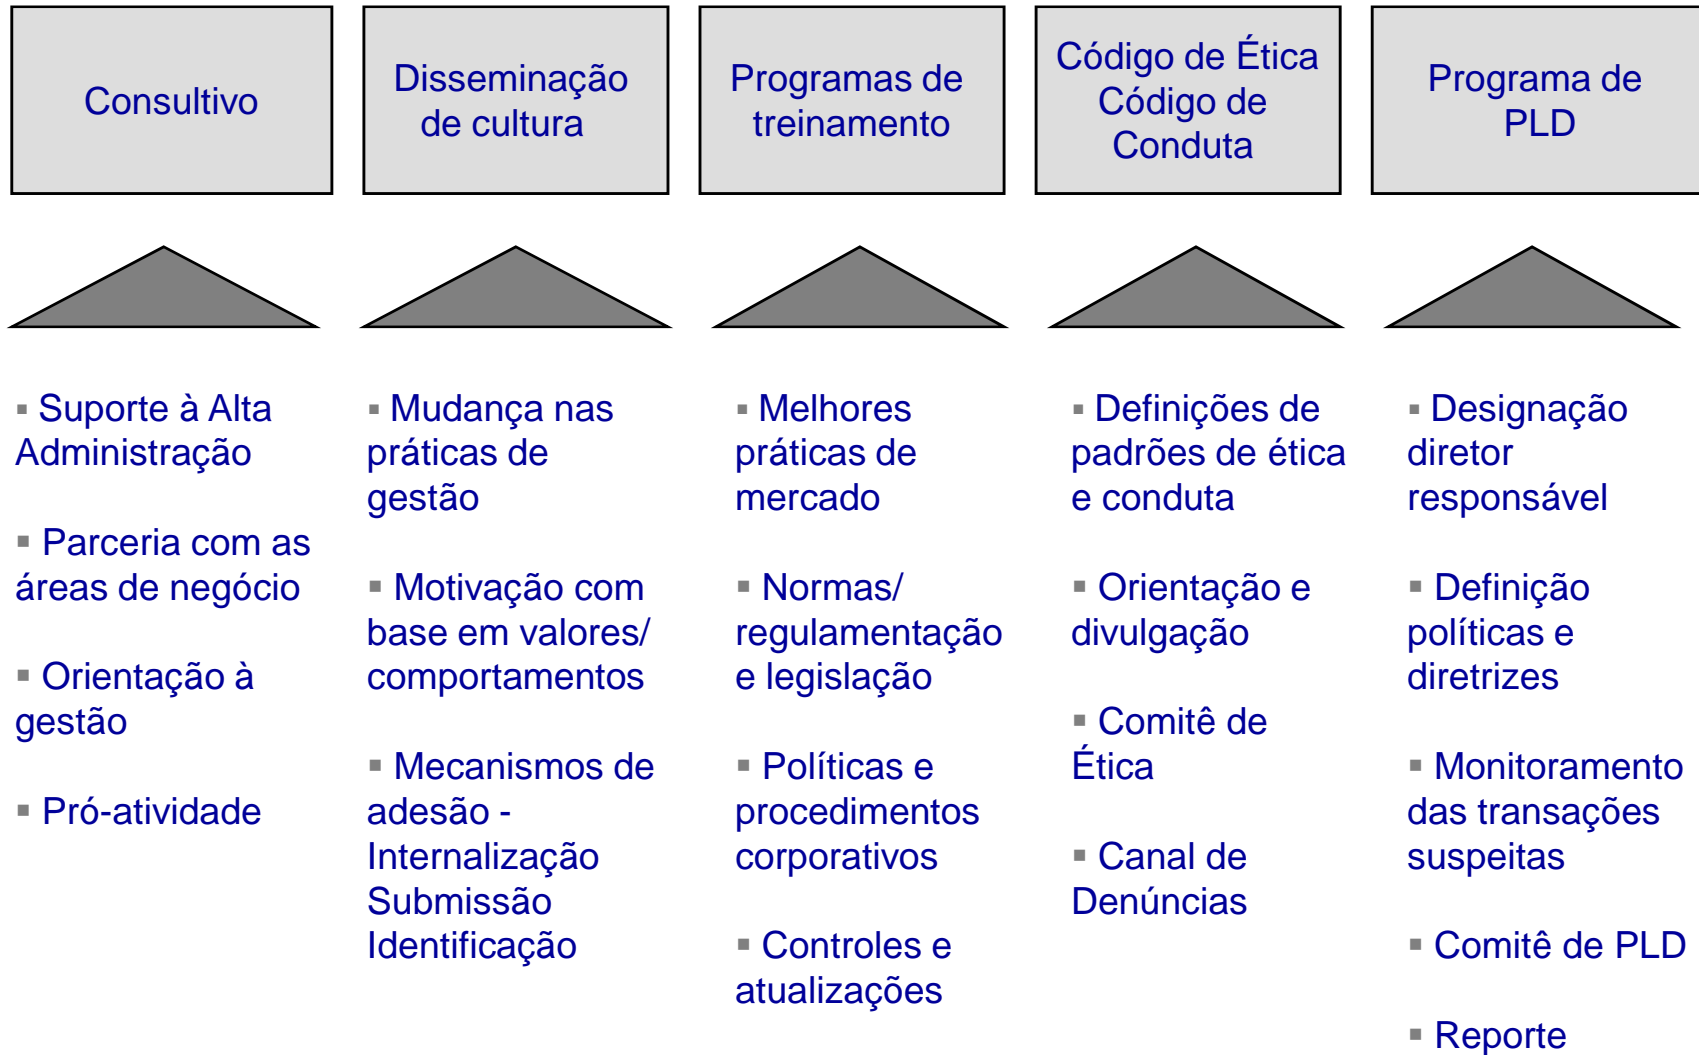 Consultivo
Disseminação
de cultura
Programas de
treinamento
Código de Ética
Código de
Conduta
Programa de
PLD
▪ Suporte à Alta
Administração
▪ Parceria com as
áreas de negócio
▪ Orientação à
gestão
▪ Pró-atividade
▪ Mudança nas
práticas de
gestão
▪ Motivação com
base em valores/
comportamentos
▪ Mecanismos de
adesão -
Internalização
Submissão
Identificação
▪ Melhores
práticas de
mercado
▪ Normas/
regulamentação
e legislação
▪ Políticas e
procedimentos
corporativos
▪ Controles e
atualizações
▪ Definições de
padrões de ética
e conduta
▪ Orientação e
divulgação
▪ Comitê de
Ética
▪ Canal de
Denúncias
▪ Designação
diretor
responsável
▪ Definição
políticas e
diretrizes
▪ Monitoramento
das transações
suspeitas
▪ Comitê de PLD
▪ Reporte